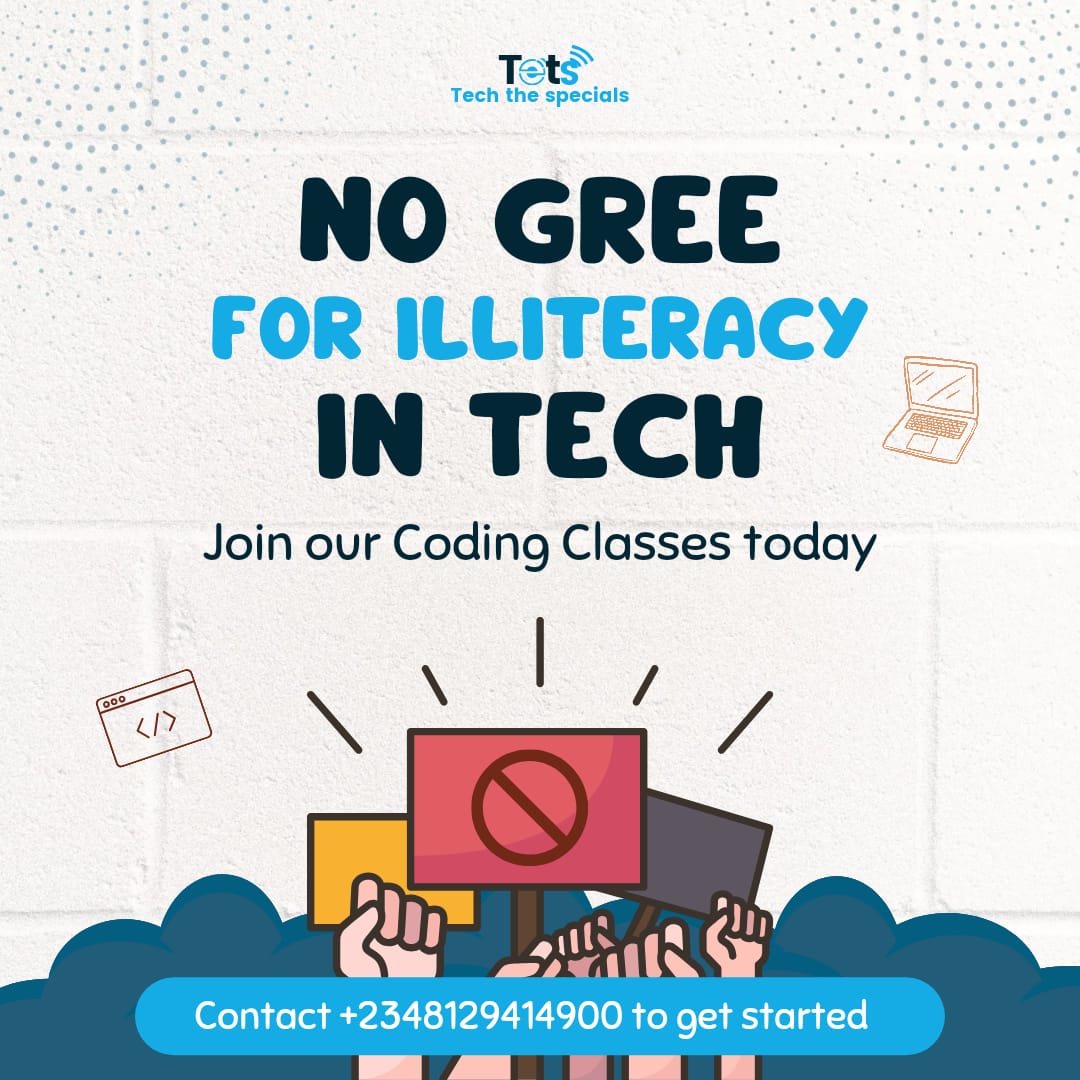 Tets
Tech the specials
NO GREE
FOR ILLITERACY
IN TECH
Join our Coding Classes today
</>
Contact +2348129414900 to get started